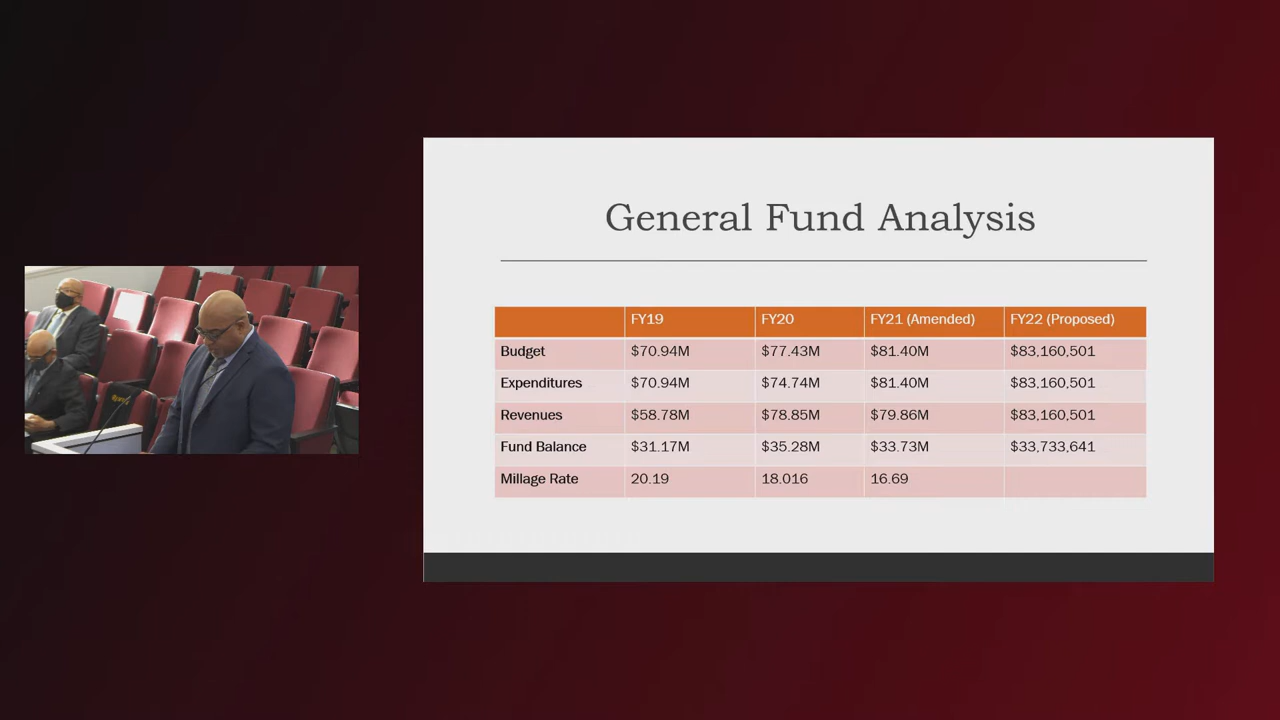 General Fund Analysis
FY19 FY20 FY21 (Amended) FY22 (Proposed)
Budget $70.94M $77.43M $81.40M $83,160,501
Expenditures $70.94M $74.74M $81.40M $83,160,501
Revenues $58.78M $78.85M $79.86M $83,160,501
Fund Balance $31.17M $35.28M $33.73M $33,733,641
Millage Rate 20.19 18.016 16.69